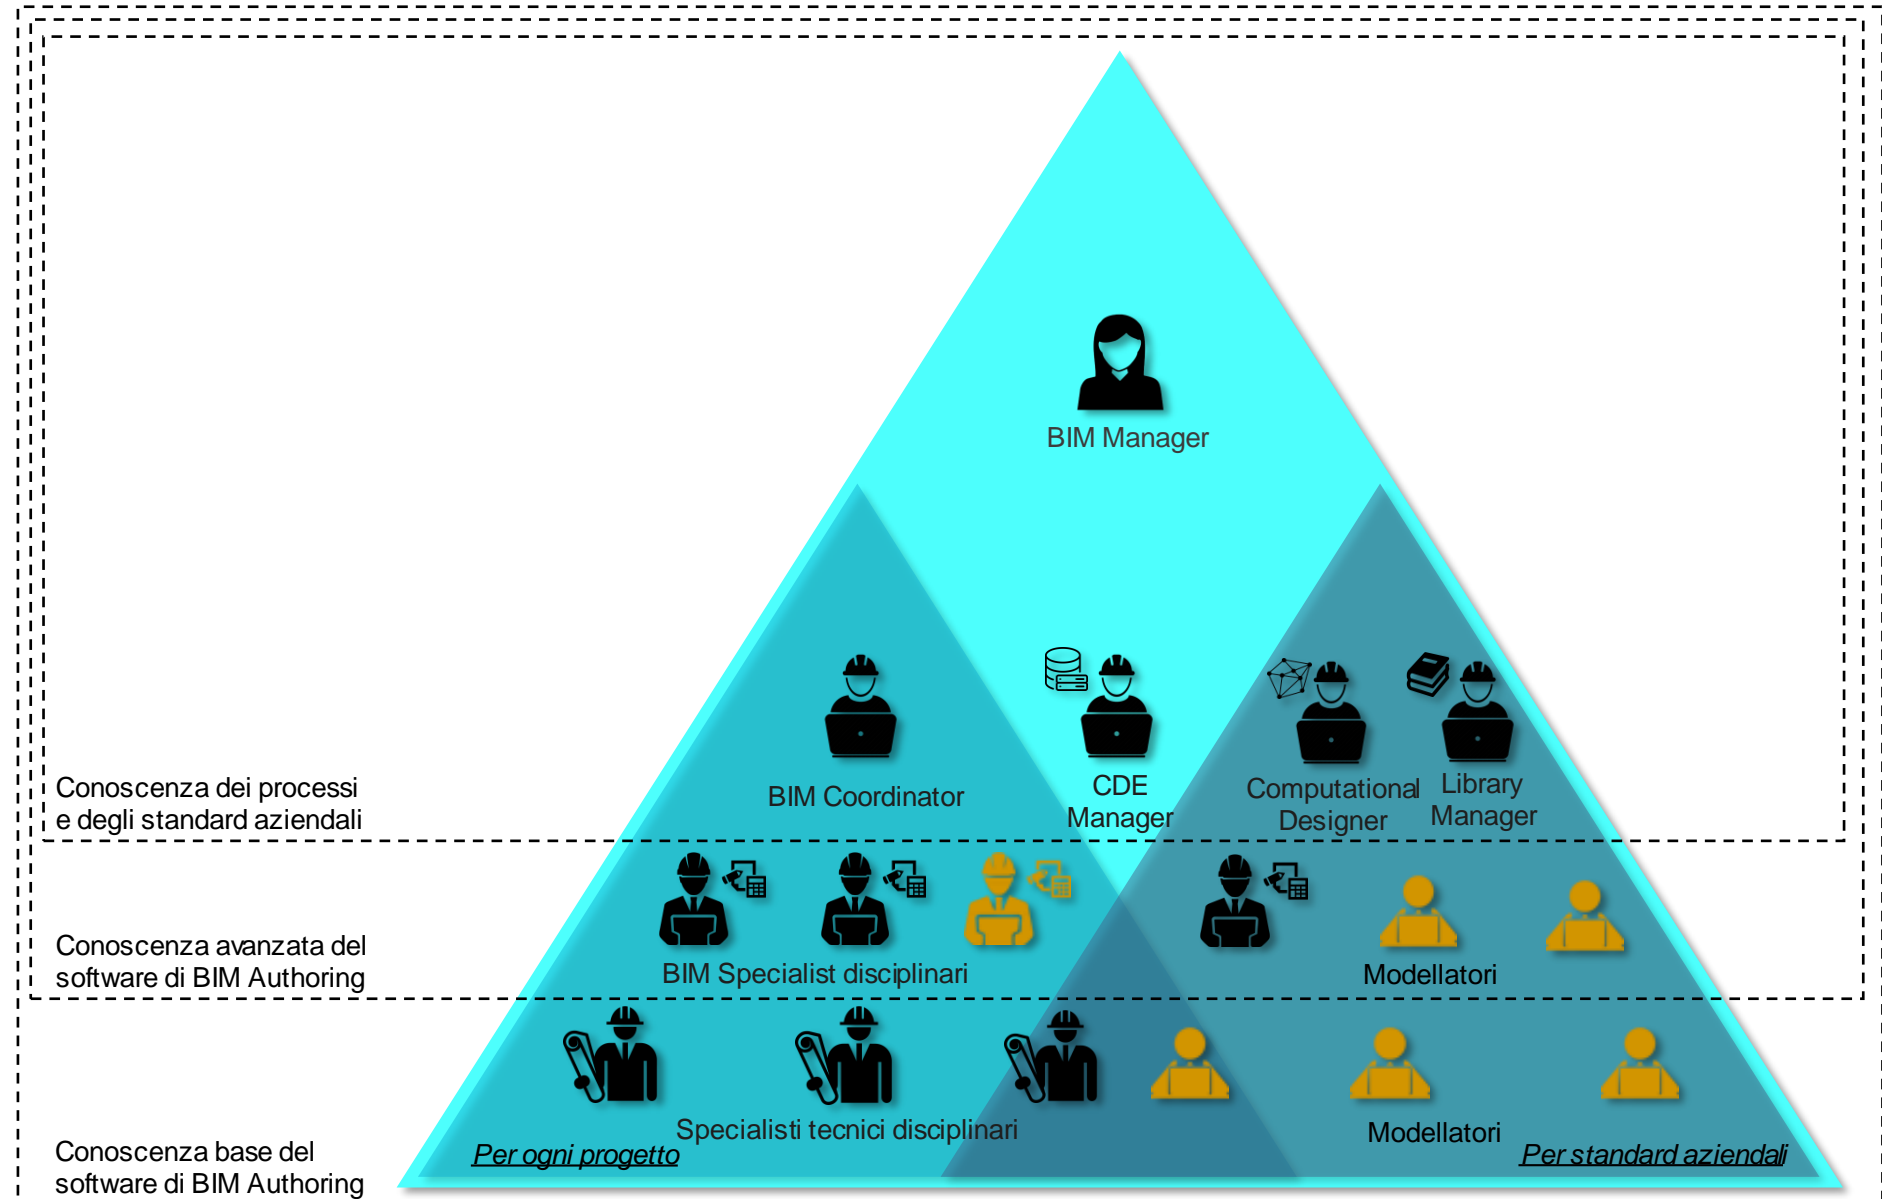 BIM Manager
Conoscenza dei processi
e degli standard aziendali
BIM Coordinator
CDE
Manager
Computational
Designer
Library
Manager
Conoscenza avanzata del
software di BIM Authoring
BIM Specialist disciplinari
Modellatori
Conoscenza base del
software di BIM Authoring
Specialisti tecnici disciplinari
Modellatori
Per ogni progetto
Per standard aziendali